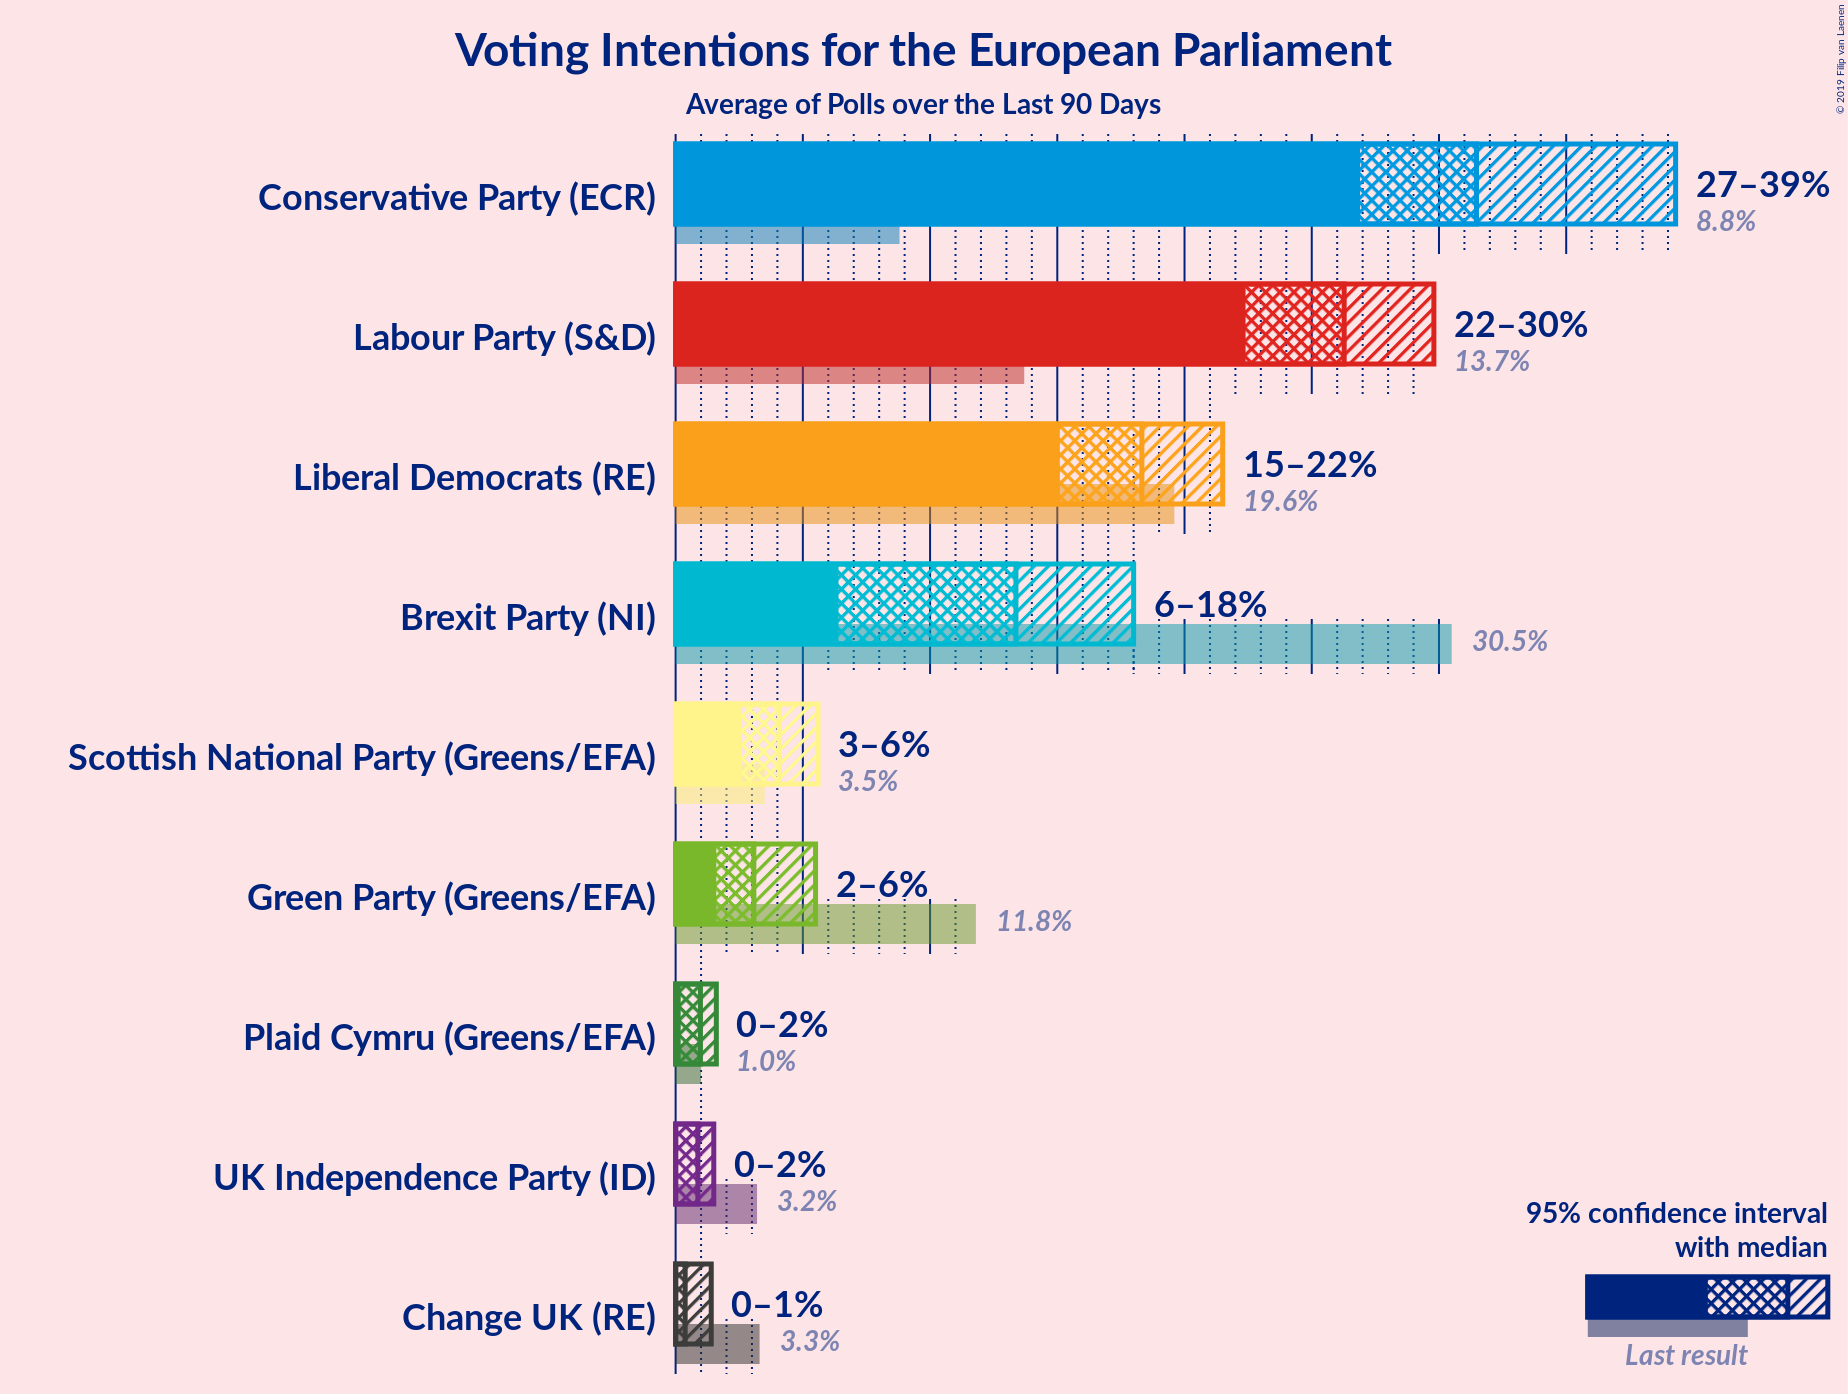 Voting Intentions for the European Parliament
Average of Polls over the Last 90 Days
© 2019 Filip van Laenen
Conservative Party (ECR)
27–39%
8.8%
Labour Party (S&D)
22–30%
13.7%
Liberal Democrats (RE)
15–22%
19.6%
Brexit Party (NI)
6–18%
30.5%
Scottish National Party (Greens/EFA)
3–6%
3.5%
Green Party (Greens/EFA)
2–6%
11.8%
Plaid Cymru (Greens/EFA)
0–2%
1.0%
UK Independence Party (ID)
0–2%
3.2%
Change UK (RE)
0–1%
3.3%
95% confidence interval
with median
Last result